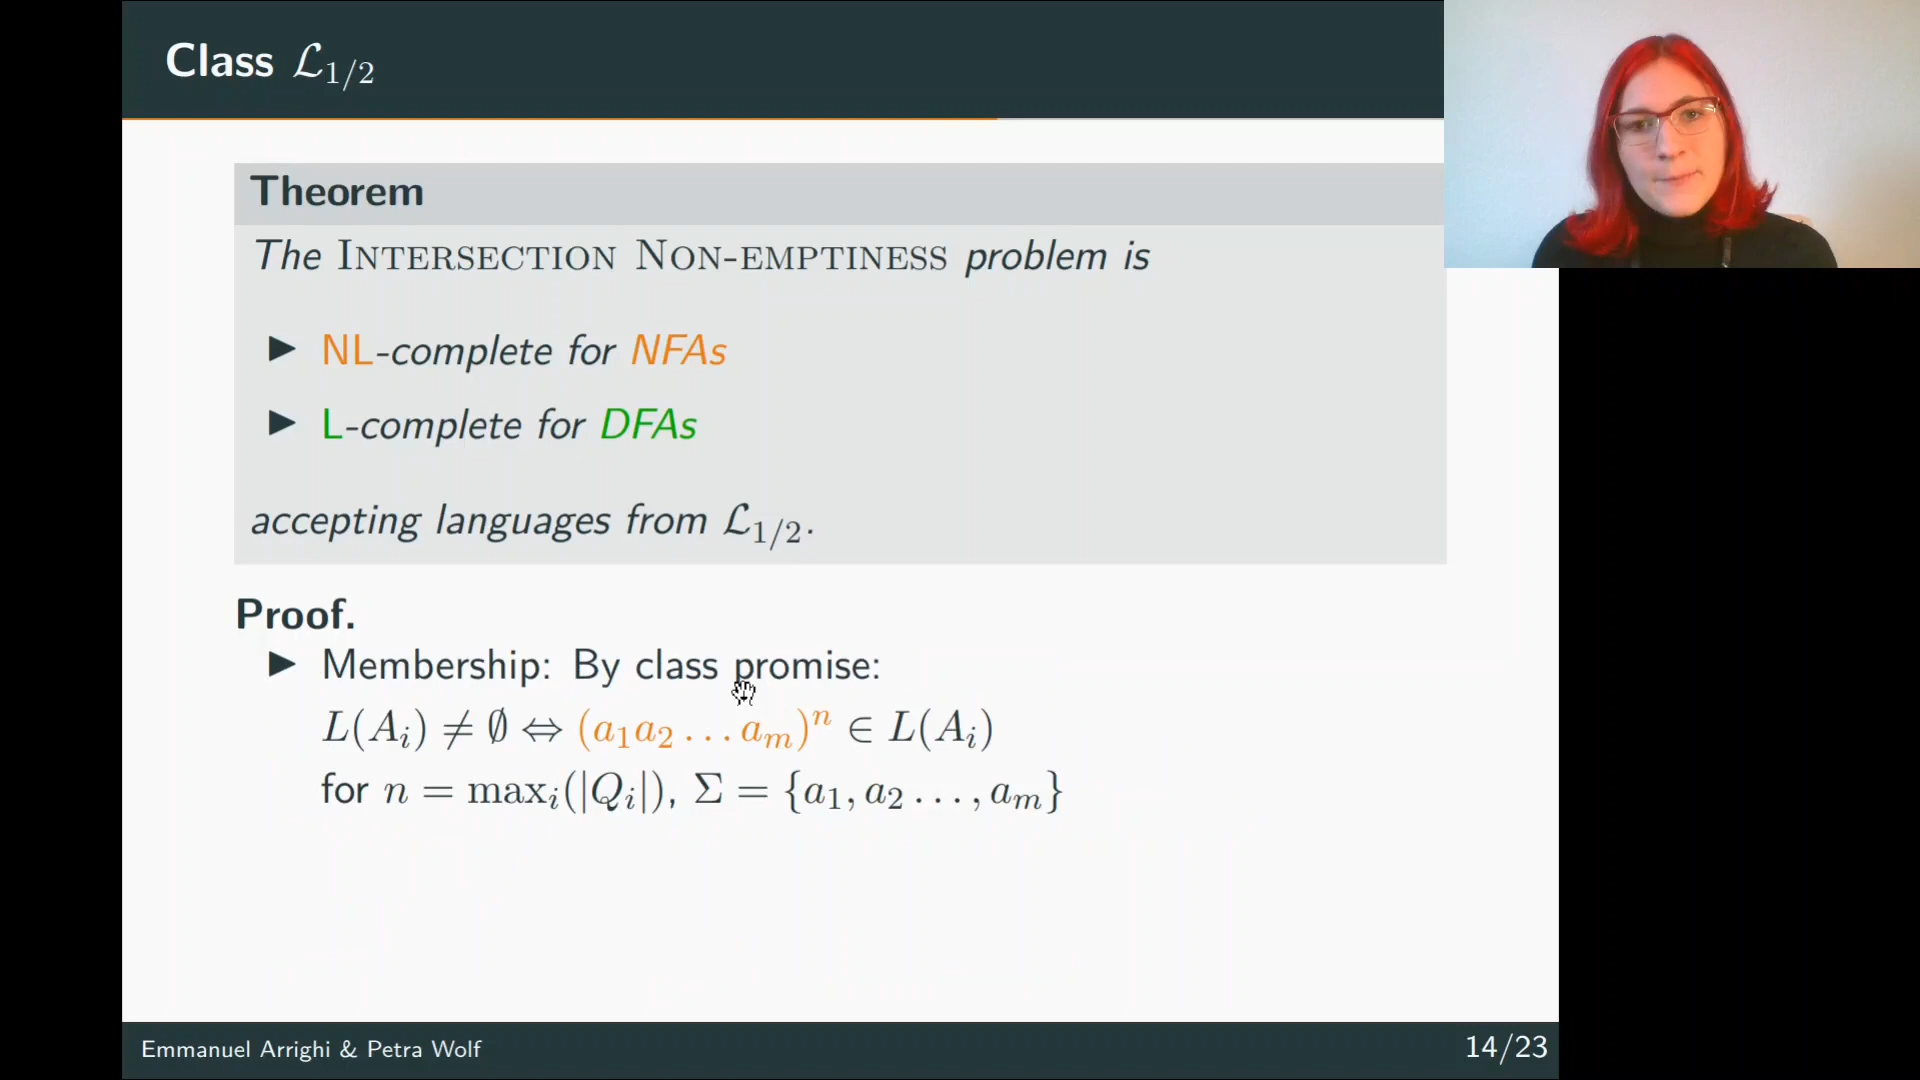 Class ℒ₁/₂
Theorem
The Intersection Non-emptiness problem is
▶ NL-complete for NFAs
▶ L-complete for DFAs
accepting languages from ℒ₁/₂.
Proof.
▶ Membership: By class promise:
L(Aᵢ) ≠ ∅ ⇔ (a₁a₂ … aₘ)ⁿ ∈ L(Aᵢ)
for n = maxᵢ(|Qᵢ|), Σ = {a₁, a₂ … , aₘ}
Emmanuel Arrighi & Petra Wolf
14/23